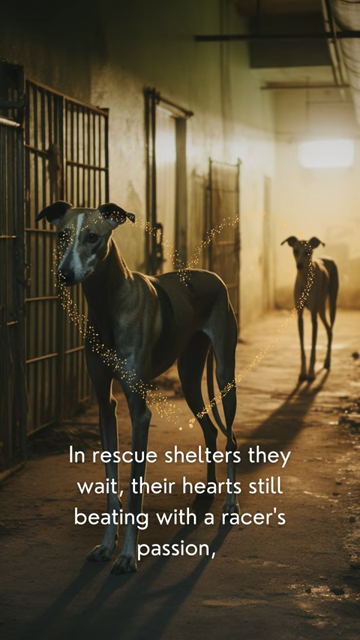 In rescue shelters they
wait, their hearts still
beating with a racer's
passion,